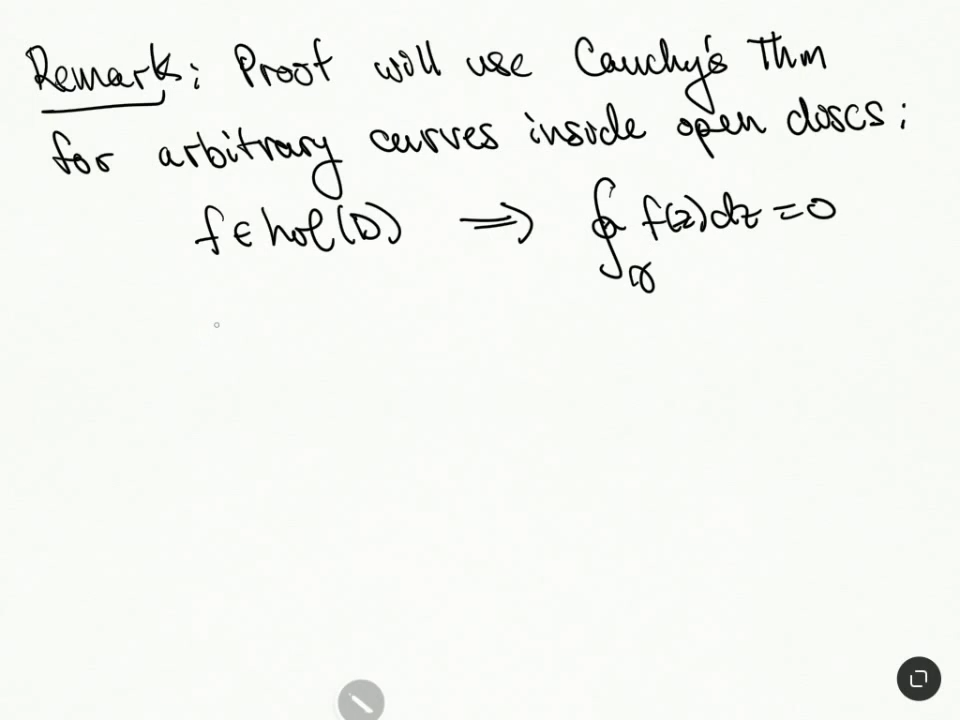 Remark: Proof will use Cauchy's Thm
for arbitrary curves inside open discs:
f ∈ hol(D) ⟹ ∮_γ f(z)dz = 0